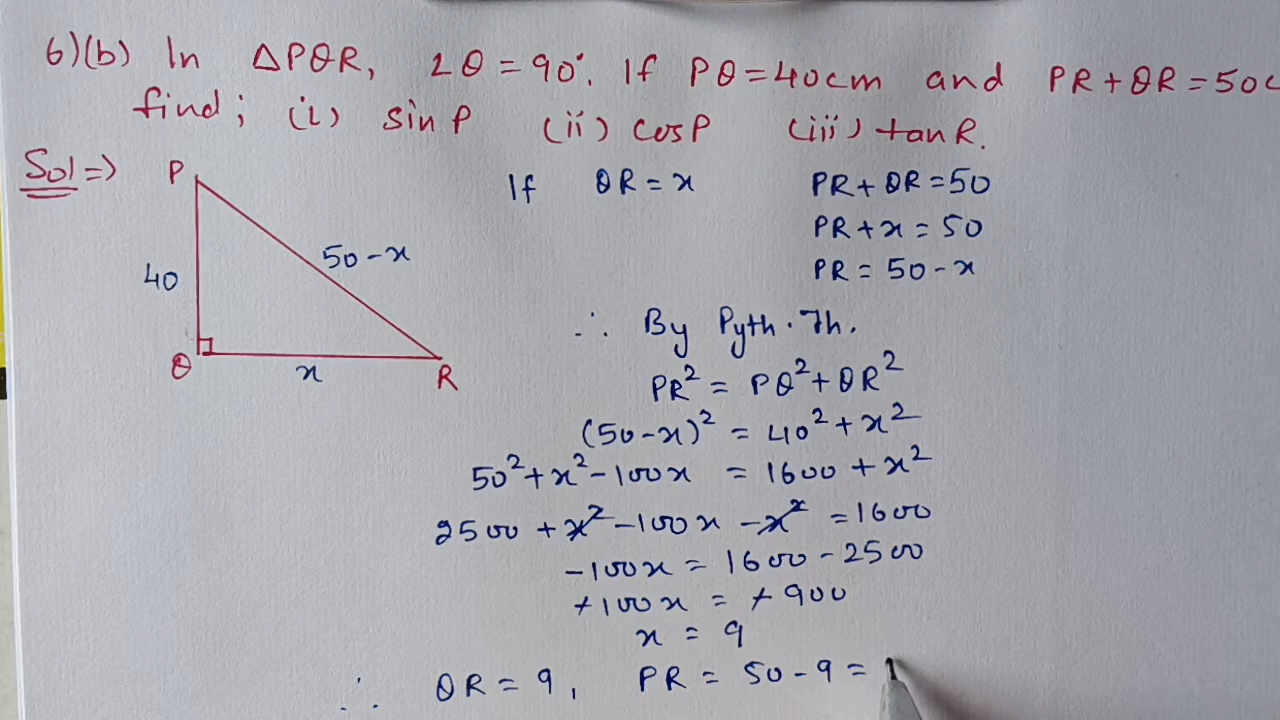 6)(b) In △PQR, ∠Q = 90°. If PQ = 40cm and PR + QR = 50c
find; (i) sin P (ii) cos P (iii) tan R.
Sol ⇒
P
40
50 - x
Q
x
R
If QR = x
PR + QR = 50
PR + x = 50
PR = 50 - x
∴ By Pyth. Th.
PR² = PQ² + QR²
(50 - x)² = 40² + x²
50² + x² - 100x = 1600 + x²
2500 + x² - 100x - x² = 1600
-100x = 1600 - 2500
+100x = +900
x = 9
∴ QR = 9, PR = 50 - 9 =